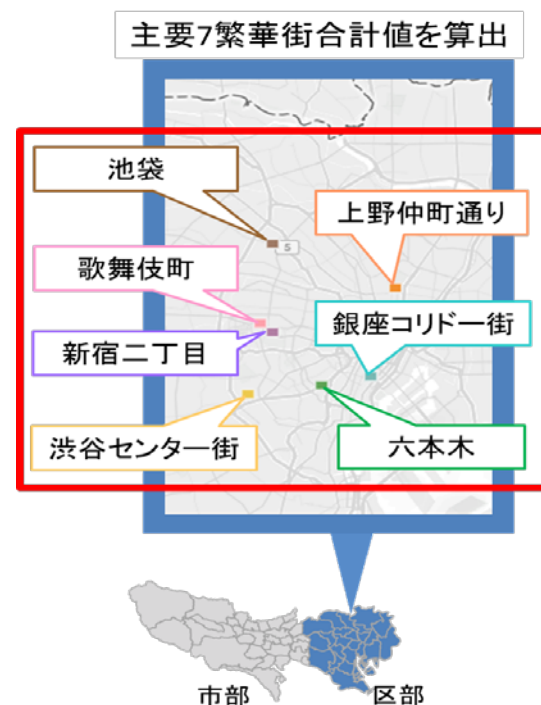 主要7繁華街合計値を算出
池袋
上野仲町通り
5
歌舞伎町
銀座コリドー街
新宿二丁目
渋谷センター街
六本木
市部
区部